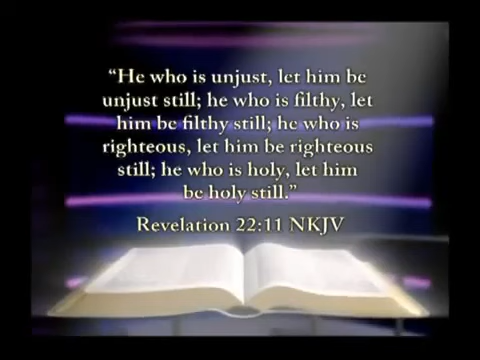 “He who is unjust, let him be
unjust still; he who is filthy, let
him be filthy still; he who is
righteous, let him be righteous
still; he who is holy, let him
be holy still.”
Revelation 22:11 NKJV